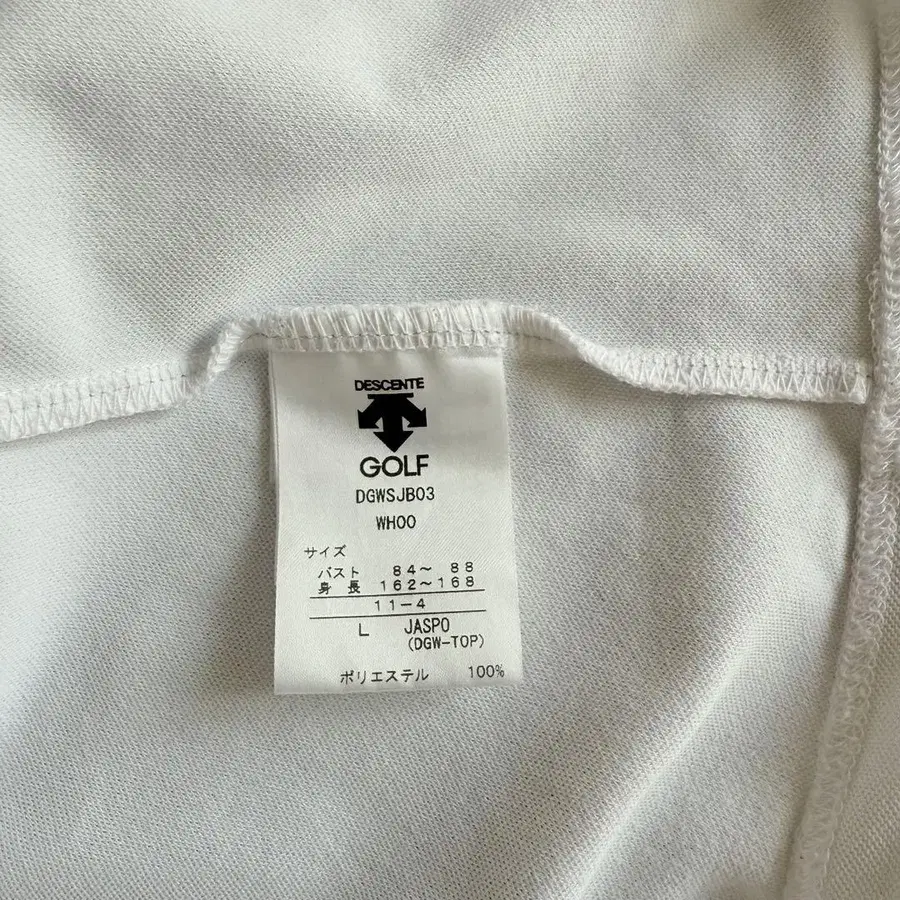 DESCENTE
GOLF
DGWSJB03
WH00
サイズ
バスト 84～ 88
身 長 162～168
11-4
L JASPO
(DGW-TOP)
ポリエステル 100%